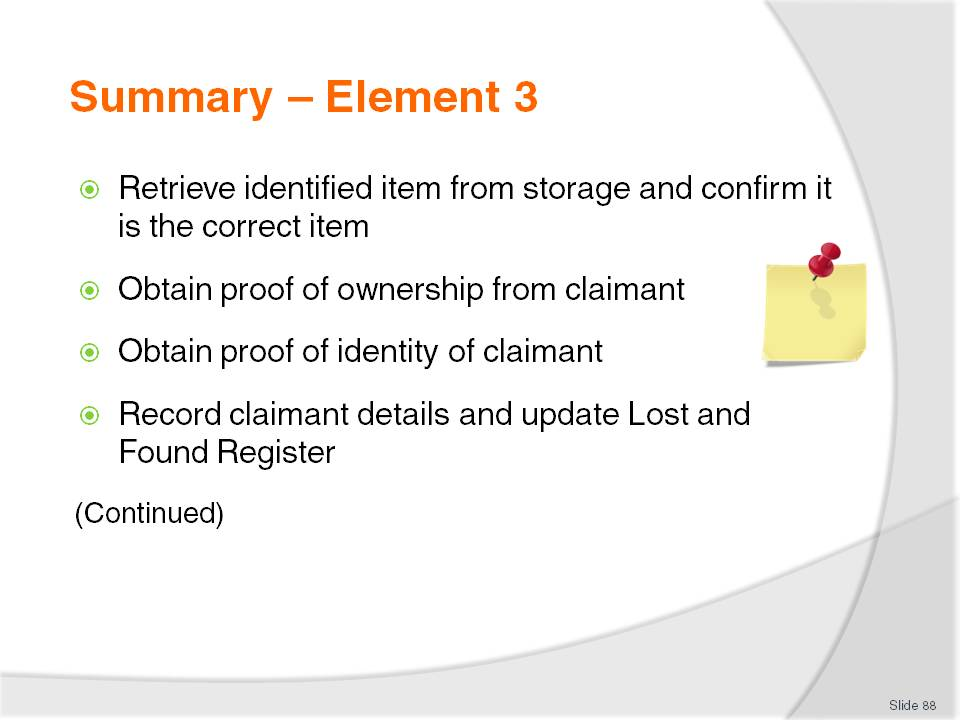 Summary – Element 3
Retrieve identified item from storage and confirm it
is the correct item
Obtain proof of ownership from claimant
Obtain proof of identity of claimant
Record claimant details and update Lost and
Found Register
(Continued)
Slide 88